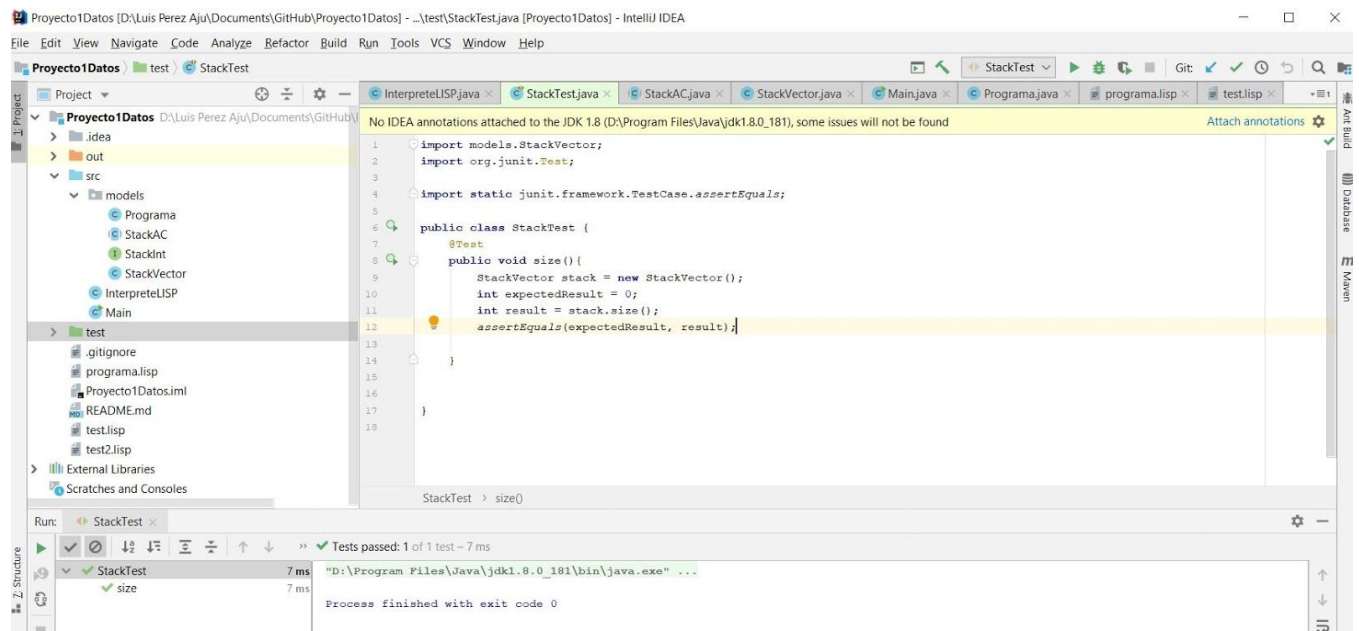 Proyecto1Datos [D:\Luis Perez Aju\Documents\GitHub\Proyecto1Datos] - ...\test\StackTest.java [Proyecto1Datos] - IntelliJ IDEA
File Edit View Navigate Code Analyze Refactor Build Run Tools VCS Window Help
Proyecto1Datos test StackTest StackTest Git:
Project InterpreteLISP.java StackTest.java StackAC.java StackVector.java Main.java Programa.java programa.lisp test.lisp
1: Project
Proyecto1Datos D:\Luis Perez Aju\Documents\GitHub\
.idea
out
src
models
Programa
StackAC
StackInt
StackVector
InterpreteLISP
Main
test
.gitignore
programa.lisp
Proyecto1Datos.iml
README.md
test.lisp
test2.lisp
External Libraries
Scratches and Consoles
No IDEA annotations attached to the JDK 1.8 (D:\Program Files\Java\jdk1.8.0_181), some issues will not be found Attach annotations
1 import models.StackVector;
2 import org.junit.Test;
3
4 import static junit.framework.TestCase.assertEquals;
5
6 public class StackTest {
7 @Test
8 public void size(){
9 StackVector stack = new StackVector();
10 int expectedResult = 0;
11 int result = stack.size();
12 assertEquals(expectedResult, result);
13
14 }
15
16
17 }
18
StackTest > size()
Ant Build
Database
Maven
Run: StackTest
Tests passed: 1 of 1 test – 7 ms
StackTest 7 ms
size 7 ms
"D:\Program Files\Java\jdk1.8.0_181\bin\java.exe" ...
Process finished with exit code 0
Z: Structure